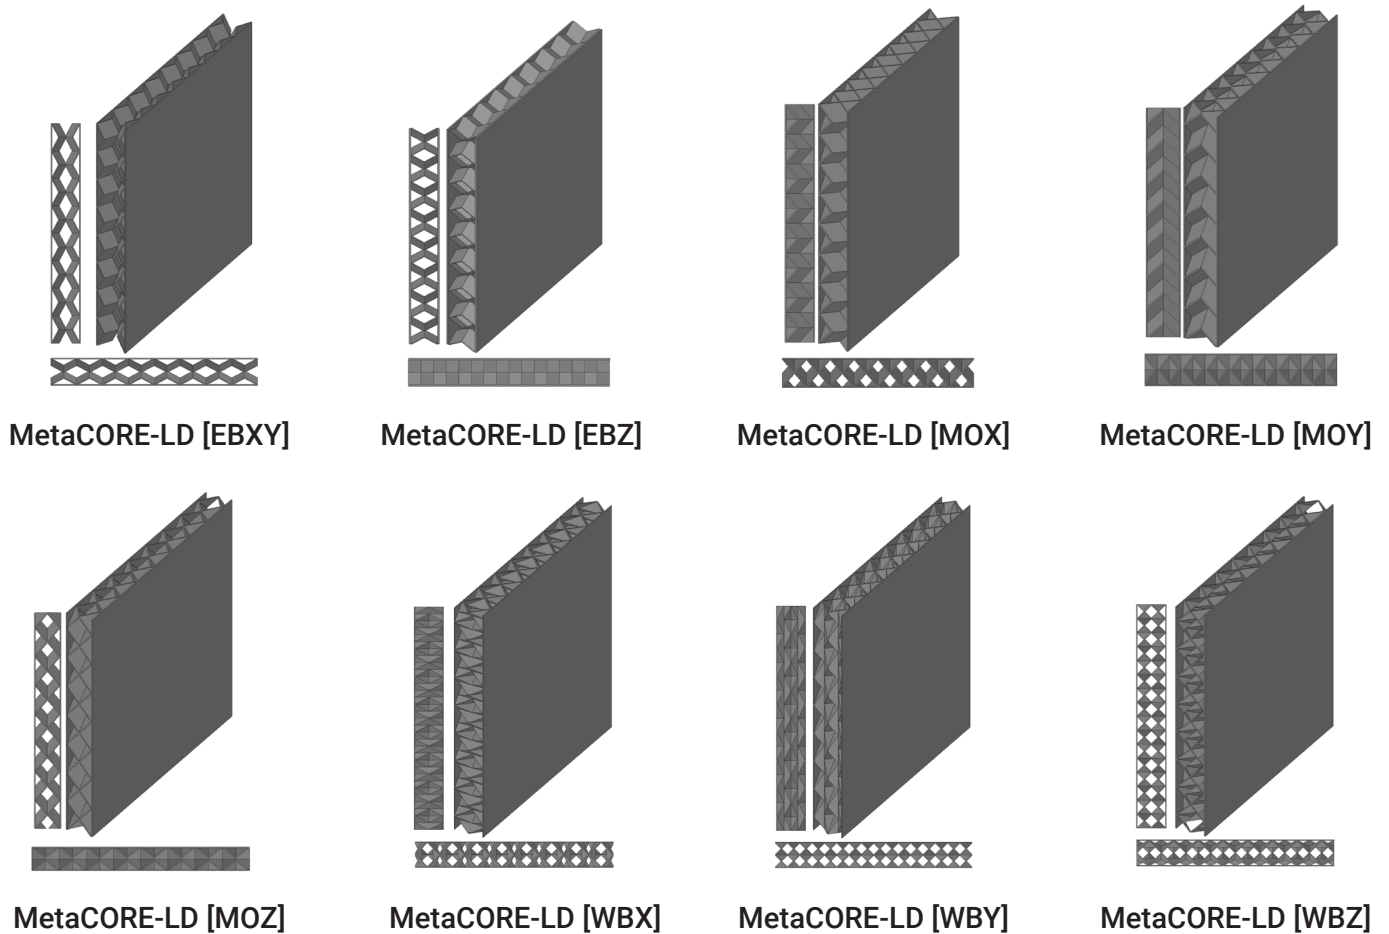 MetaCORE-LD [EBXY]
MetaCORE-LD [EBZ]
MetaCORE-LD [MOX]
MetaCORE-LD [MOY]
MetaCORE-LD [MOZ]
MetaCORE-LD [WBX]
MetaCORE-LD [WBY]
MetaCORE-LD [WBZ]